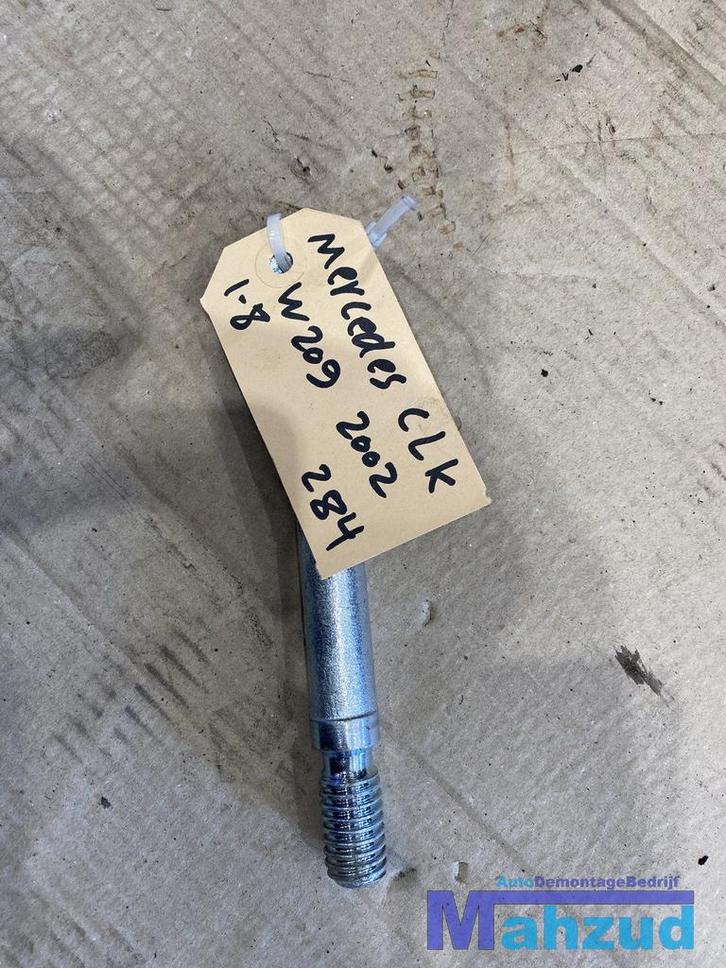 Mercedes CLK
W209 2002
1-8 284
AutoDemontageBedrijf
Mahzud